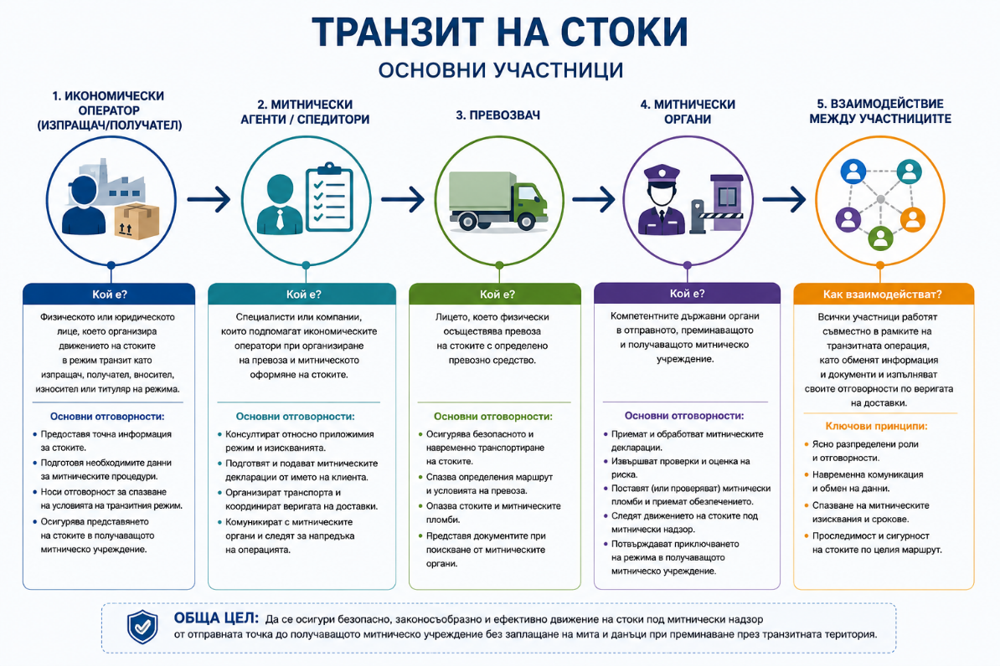 ТРАНЗИТ НА СТОКИ
ОСНОВНИ УЧАСТНИЦИ
1. ИКОНОМИЧЕСКИ
ОПЕРАТОР
(ИЗПРАЩАЧ/ПОЛУЧАТЕЛ)
Кой е?
Физическото или юридическото
лице, което организира
движението на стоките
в режим транзит като
изпращач, получател, вносител,
износител или титуляр на режима.
Основни отговорности:
• Предоставя точна информация
за стоките.
• Подготовя необходимите данни
за митническите процедури.
• Носи отговорност за спазване
на условията на транзитния режим.
• Осигурява представянето
на стоките в получаващото
митническо учреждение.
2. МИТНИЧЕСКИ
АГЕНТИ / СПЕДИТОРИ
Кой е?
Специалисти или компании,
които подпомагат икономическите
оператори при организиране
на превоза и митническото
оформяне на стоките.
Основни отговорности:
• Консултират относно приложимия
режим и изискванията.
• Подготвят и подават митническите
декларации от името на клиента.
• Организират транспорта и
координират веригата на доставки.
• Комуникират с митническите
органи и следят за напредъка
на операцията.
3. ПРЕВОЗВАЧ
Кой е?
Лицето, което физически
осъществява превоза
на стоките с определено
превозно средство.
Основни отговорности:
• Осигурява безопасното и
навременно транспортиране
на стоките.
• Спазва определения маршрут
и условията на превоза.
• Опазва стоките и митническите
пломби.
• Яредставя документите при
поискване от митническите
органи.
4. МИТНИЧЕСКИ
ОРГАНИ
Кой е?
Компетентните държавни органи
в отправното, преминаващото
и получаващото митническо
учреждение.
Основни отговорности:
• Приемат и обработват митническите
декларации.
• Извършват проверки и оценка на
риска.
• Поставят (или проверяват) митнически
пломби и приемат обезпечението.
• Следят движението на стоките под
митнически надзор.
• Потвърждават приключването
на режима в получаващото
митническо учреждение.
5. ВЗАИМОДЕЙСТВИЕ
МЕЖДУ УЧАСТНИЦИТТЕ
Как взаимодействат?
Всички участници работят
съвместно в рамките на
транзитната операция,
като обменят информация
и документи и изпълняват
своите отговорности по веригата
на доставки.
Ключови принципи:
• Ясно разпределени роли
и отговорности.
• Навременна комуникация
и обмен на данни.
• Спазване на митническите
изисквания и срокове.
• Проследимост и сигурност
на стоките по целия маршрут.
ОБЩА ЦЕЛ: Да се осигури безопасно, законосъобразно и ефективно движение на стоки под митнически надзор
от отправната точка до получаващото митническо учреждение без заплащане на мита и данъци при преминаване през транзитната територия.